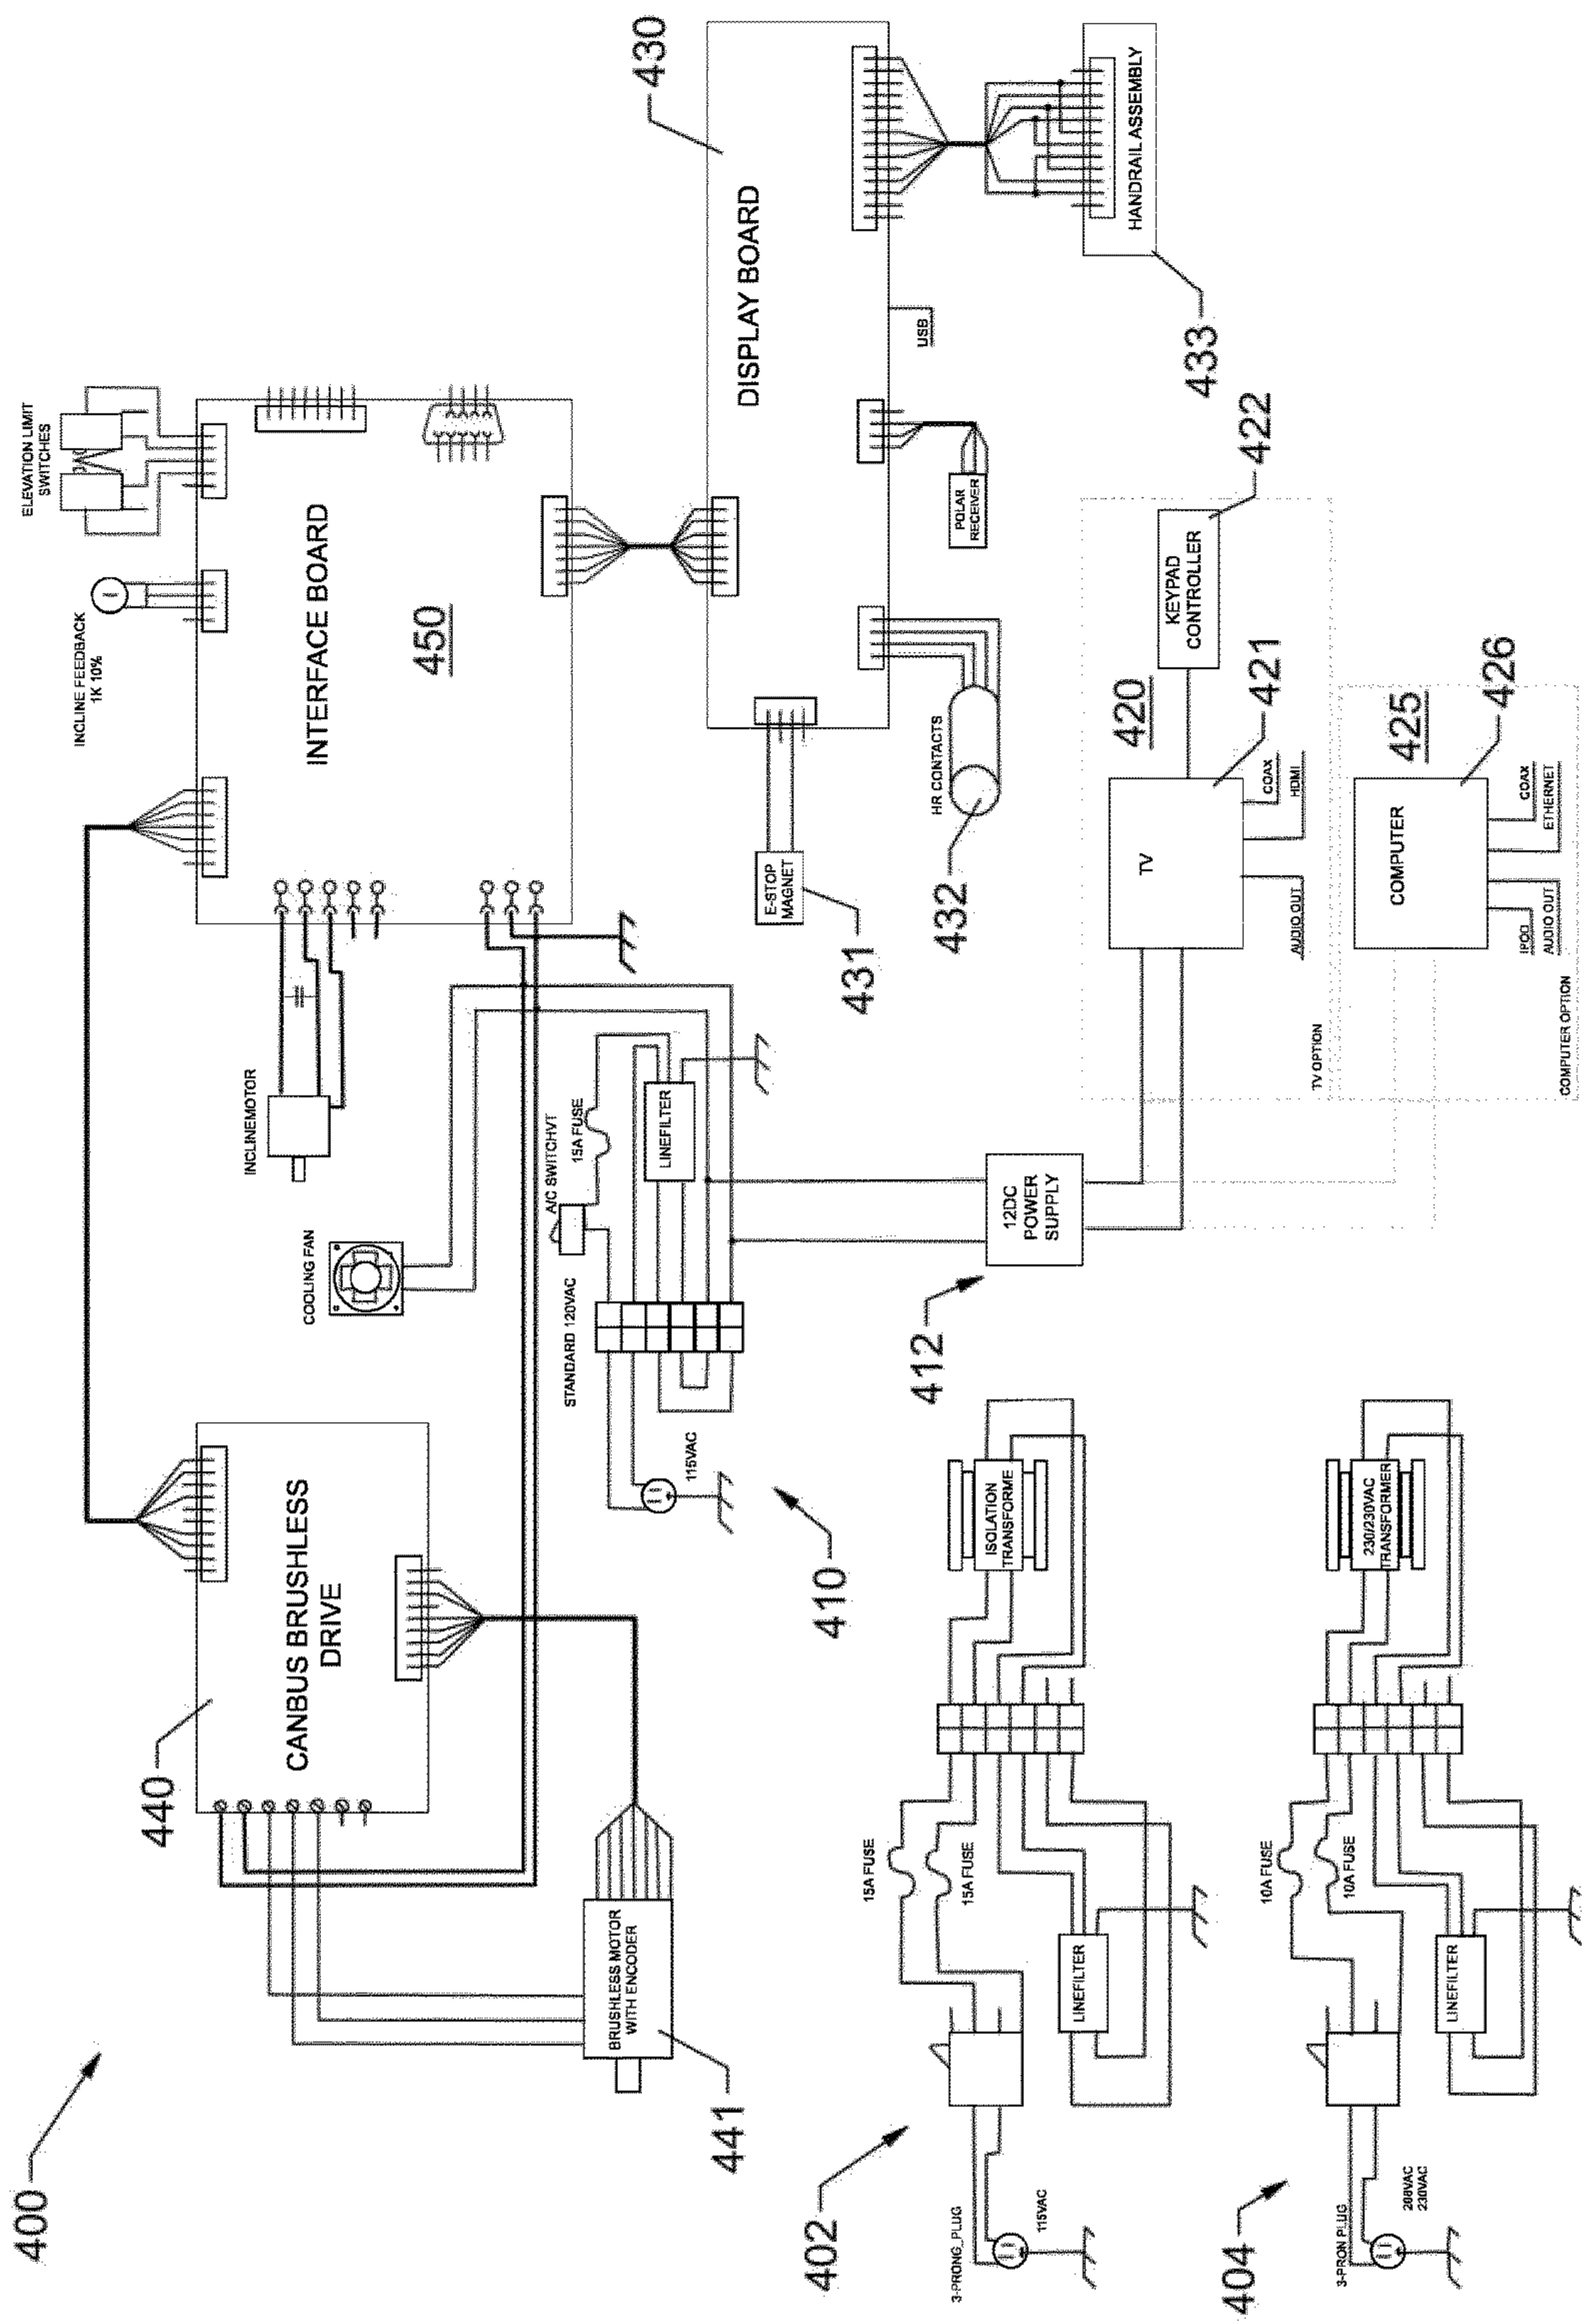 400
440
CANBUS BRUSHLESS
DRIVE
441
BRUSHLESS MOTOR
WITH ENCODER
COOLING FAN
INCLINEMOTOR
INCLINE FEEDBACK
1K 10%
ELEVATION LIMIT
SWITCHES
INTERFACE BOARD
450
430
DISPLAY BOARD
HANDRAIL ASSEMBLY
433
USB
POLAR
RECEIVER
HR CONTACTS
432
E-STOP
MAGNET
431
STANDARD 120VAC
A/C SWITCHVT
15A FUSE
LINEFILTER
115VAC
410
412
12DC
POWER
SUPPLY
420
TV
421
KEYPAD
CONTROLLER
422
COAX
HDMI
AUDIO OUT
TV OPTION
425
COMPUTER
426
COAX
ETHERNET
IPOD
AUDIO OUT
COMPUTER OPTION
402
3-PRONG_PLUG
115VAC
15A FUSE
15A FUSE
LINEFILTER
ISOLATION
TRANSFORME
404
3-PRON PLUG
208VAC
230VAC
10A FUSE
10A FUSE
LINEFILTER
230/230VAC
TRANSFORMER